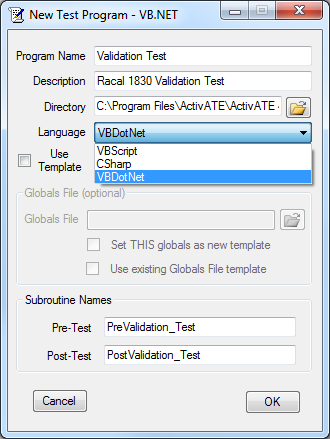 New Test Program - VB.NET
Program Name Validation Test
Description Racal 1830 Validation Test
Directory C:\Program Files\ActivATE\ActivATE
Language VBDotNet
VBScript
CSharp
VBDotNet
Use Template
Globals File (optional)
Globals File
Set THIS globals as new template
Use existing Globals File template
Subroutine Names
Pre-Test PreValidation_Test
Post-Test PostValidation_Test
Cancel OK